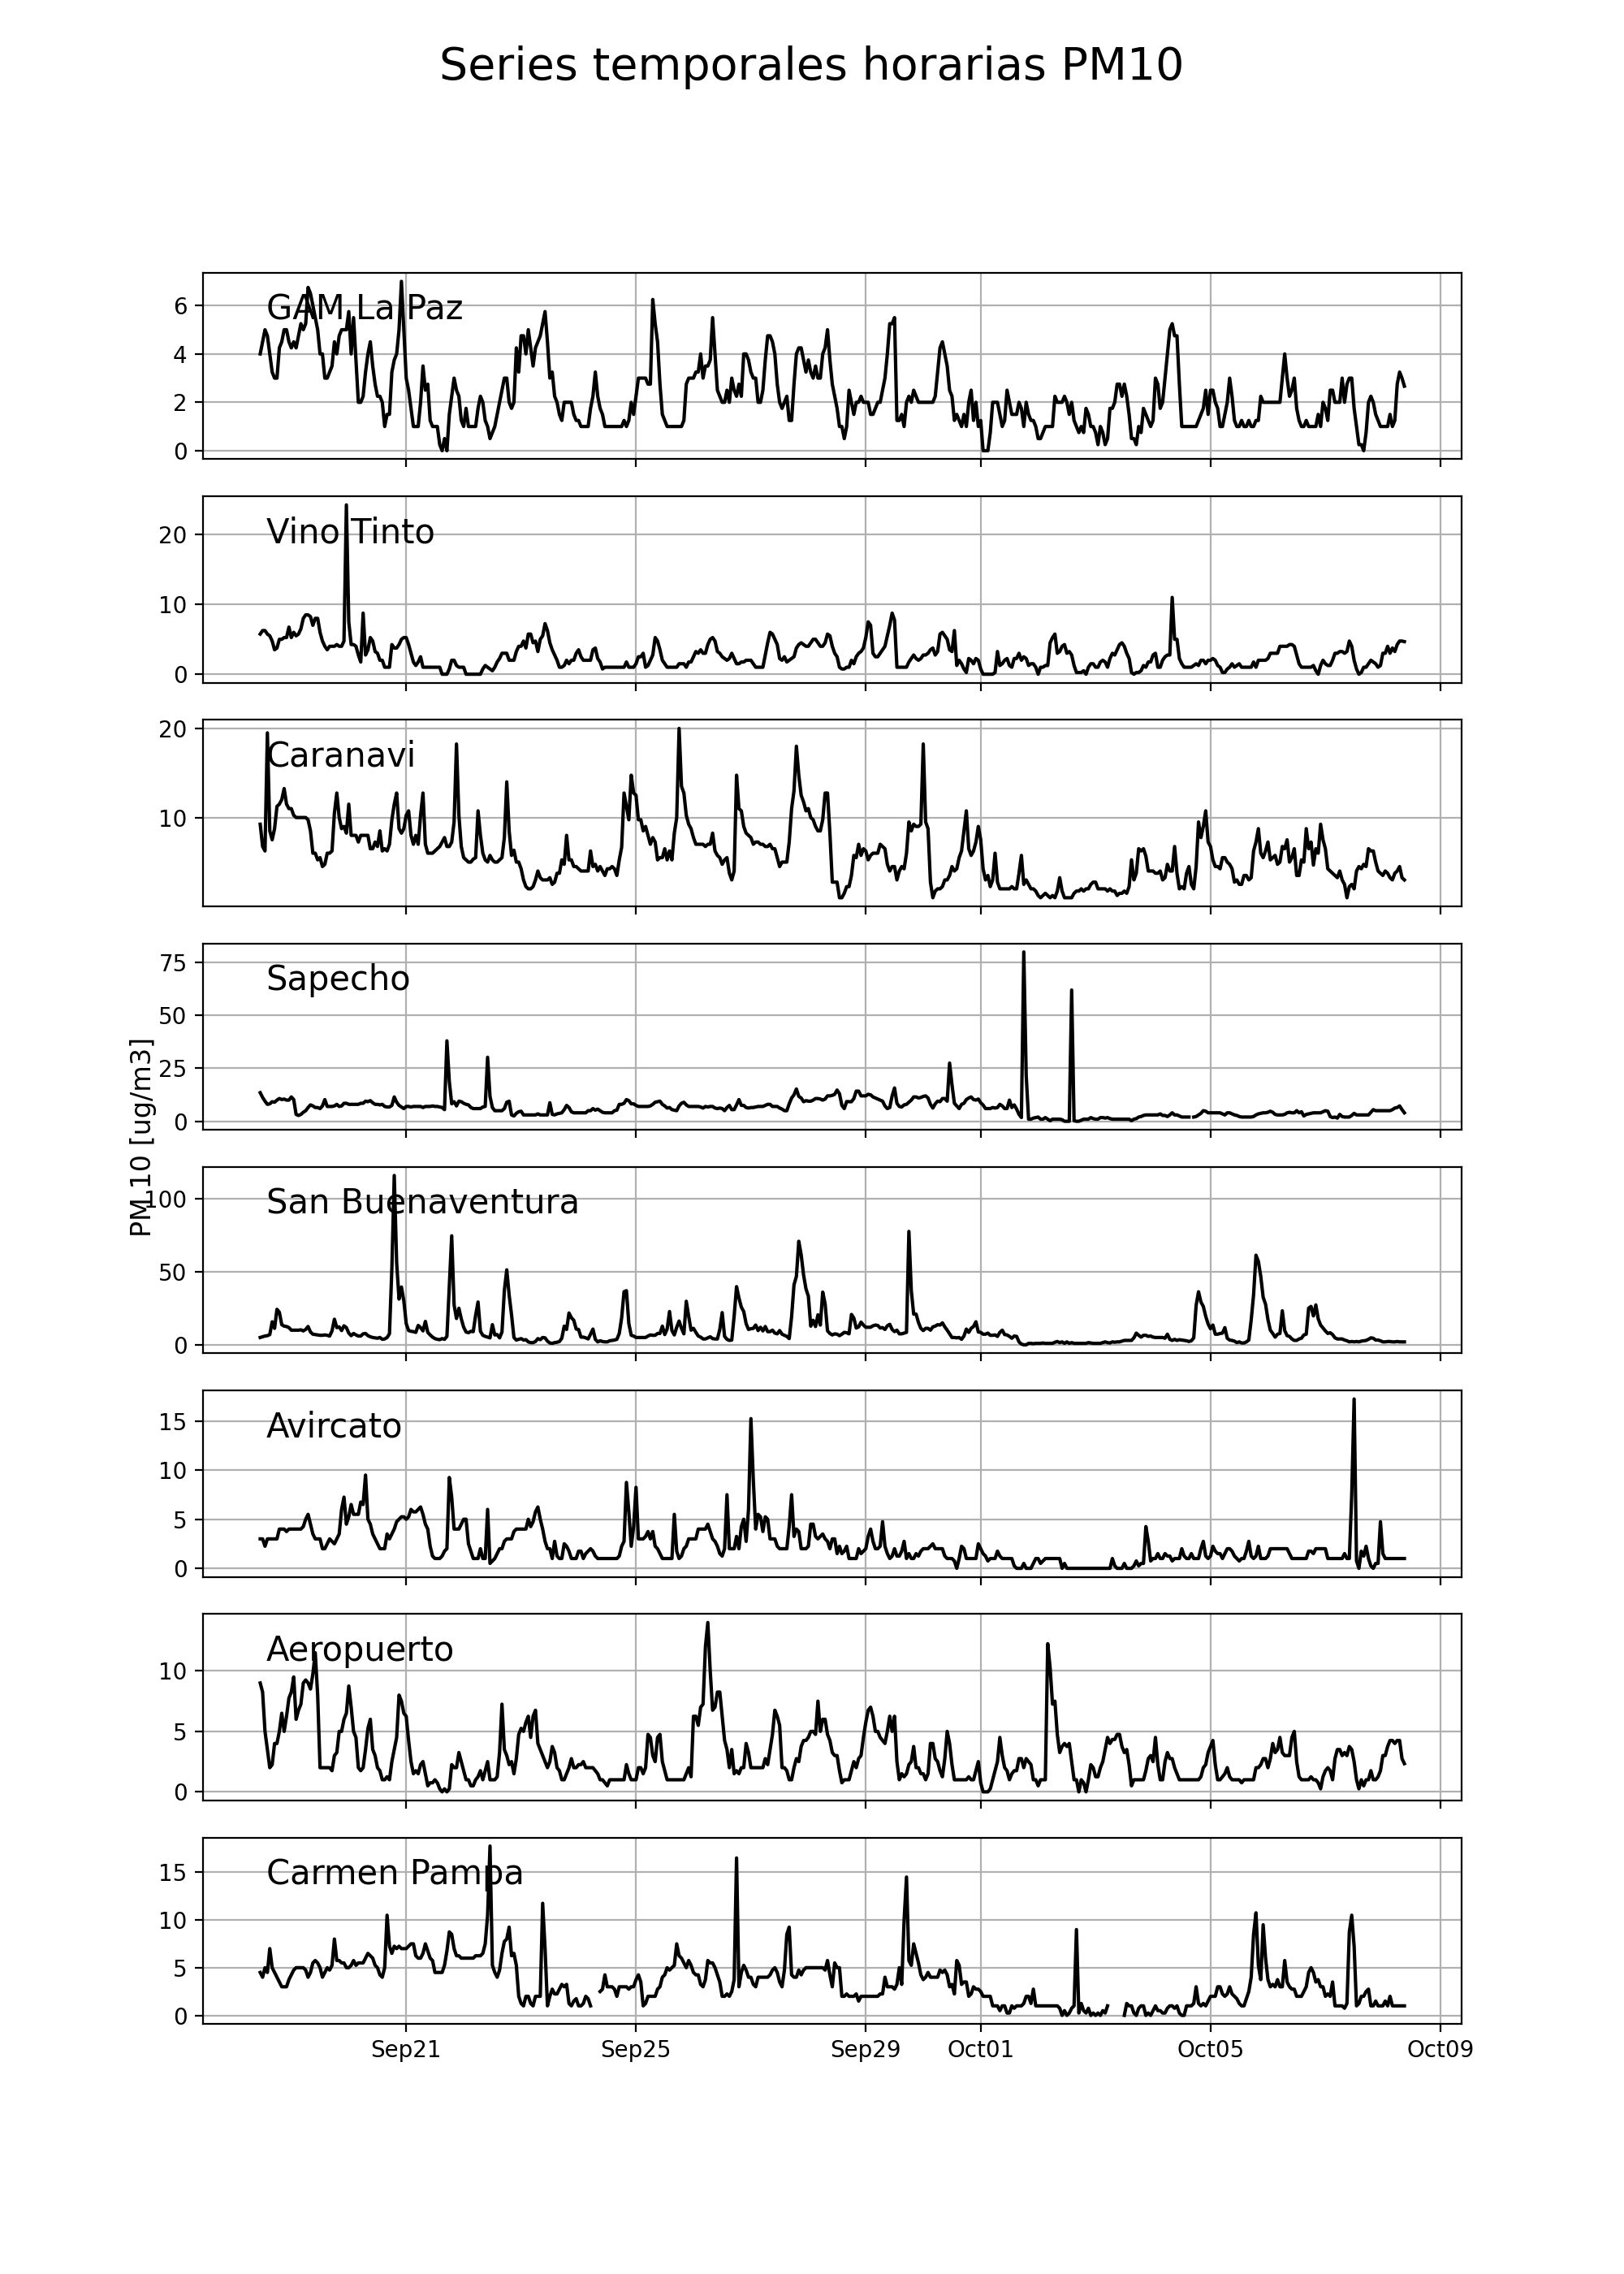 Series temporales horarias PM10
GAM La Paz
6
4
2
0
Vino Tinto
20
10
0
Caranavi
20
10
Sapecho
75
50
25
0
PM 10 [ug/m3]
San Buenaventura
100
50
0
Avircato
15
10
5
0
Aeropuerto
10
5
0
Carmen Pampa
15
10
5
0
Sep21 Sep25 Sep29 Oct01 Oct05 Oct09